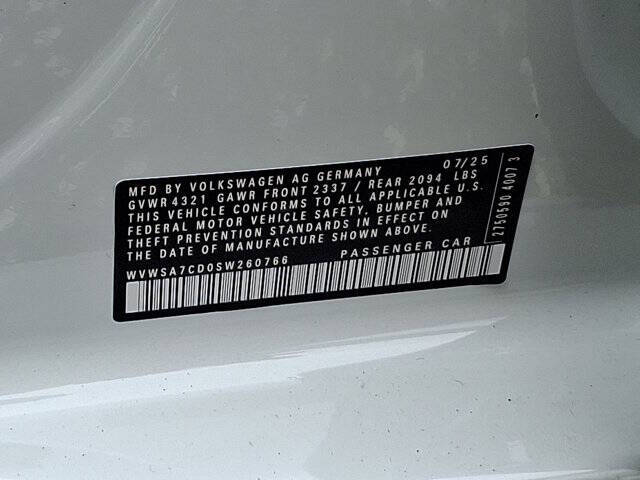 MFD BY VOLKSWAGEN AG GERMANY 07/25
GVWR 4321 GAWR FRONT 2337 / REAR 2094 LBS
THIS VEHICLE CONFORMS TO ALL APPLICABLE U.S.
FEDERAL MOTOR VEHICLE SAFETY, BUMPER AND
THEFT PREVENTION STANDARDS IN EFFECT ON
THE DATE OF MANUFACTURE SHOWN ABOVE.
WVWSA7CD0SW260766 PASSENGER CAR
2750590 4007 3